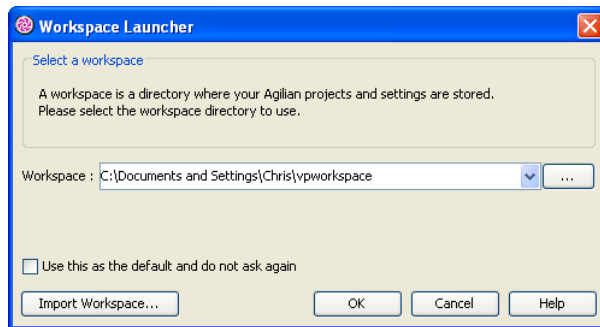 Workspace Launcher
Select a workspace
A workspace is a directory where your Agilian projects and settings are stored.
Please select the workspace directory to use.
Workspace : C:\Documents and Settings\Chris\vpworkspace ...
Use this as the default and do not ask again
Import Workspace... OK Cancel Help